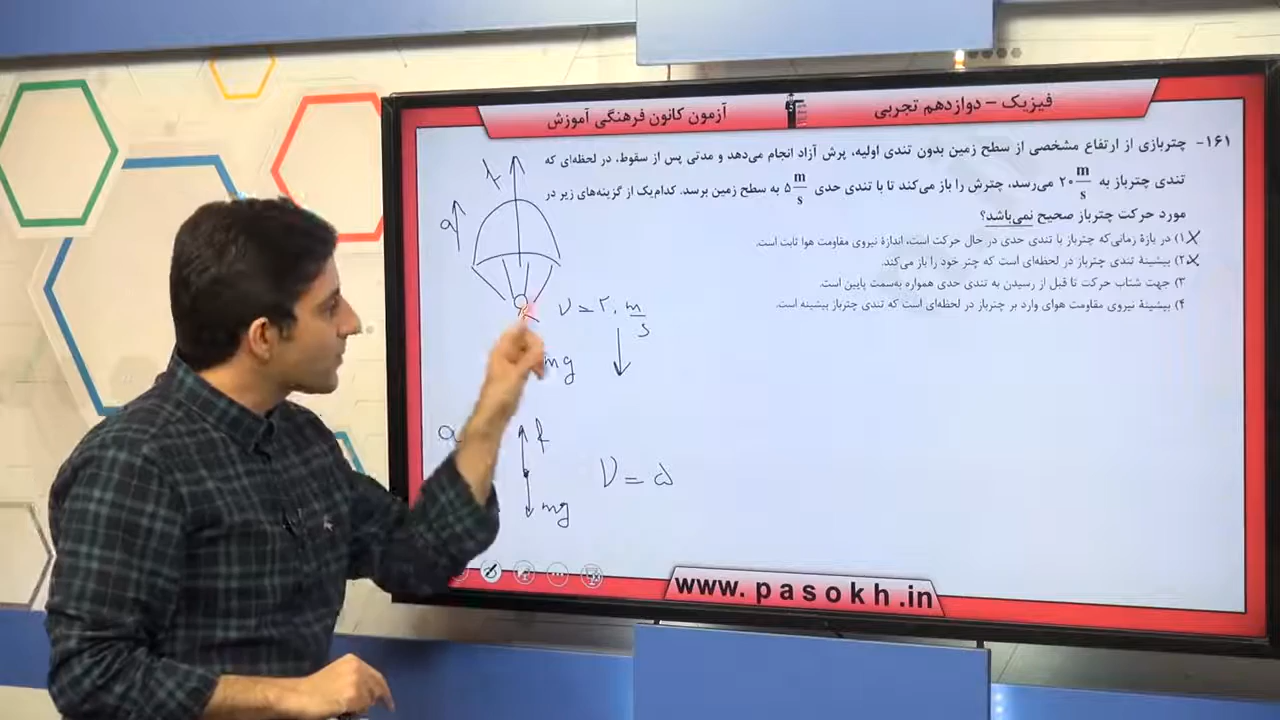 فیزیک - دوازدهم تجربی
آزمون کانون فرهنگی آموزش
۱۶۱- چتربازی از ارتفاع مشخصی از سطح زمین بدون تندی اولیه، پرش آزاد انجام می‌دهد و مدتی پس از سقوط، در لحظه‌ای که
تندی چترباز به ۲۰ m/s می‌رسد، چترش را باز می‌کند تا با تندی حدی ۵ m/s به سطح زمین برسد. کدام‌یک از گزینه‌های زیر در
مورد حرکت چترباز صحیح نمی‌باشد؟
۱) در بازهٔ زمانی‌که چترباز با تندی حدی در حال حرکت است، اندازهٔ نیروی مقاومت هوا ثابت است.
۲) بیشینهٔ تندی چترباز در لحظه‌ای است که چتر خود را باز می‌کند.
۳) جهت شتاب حرکت تا قبل از رسیدن به تندی حدی همواره به‌سمت پایین است.
۴) بیشینهٔ نیروی مقاومت هوای وارد بر چترباز در لحظه‌ای است که تندی چترباز بیشینه است.
f
a
v = ۲۰ m/s
mg
a
f
V = ۵
mg
www.pasokh.in